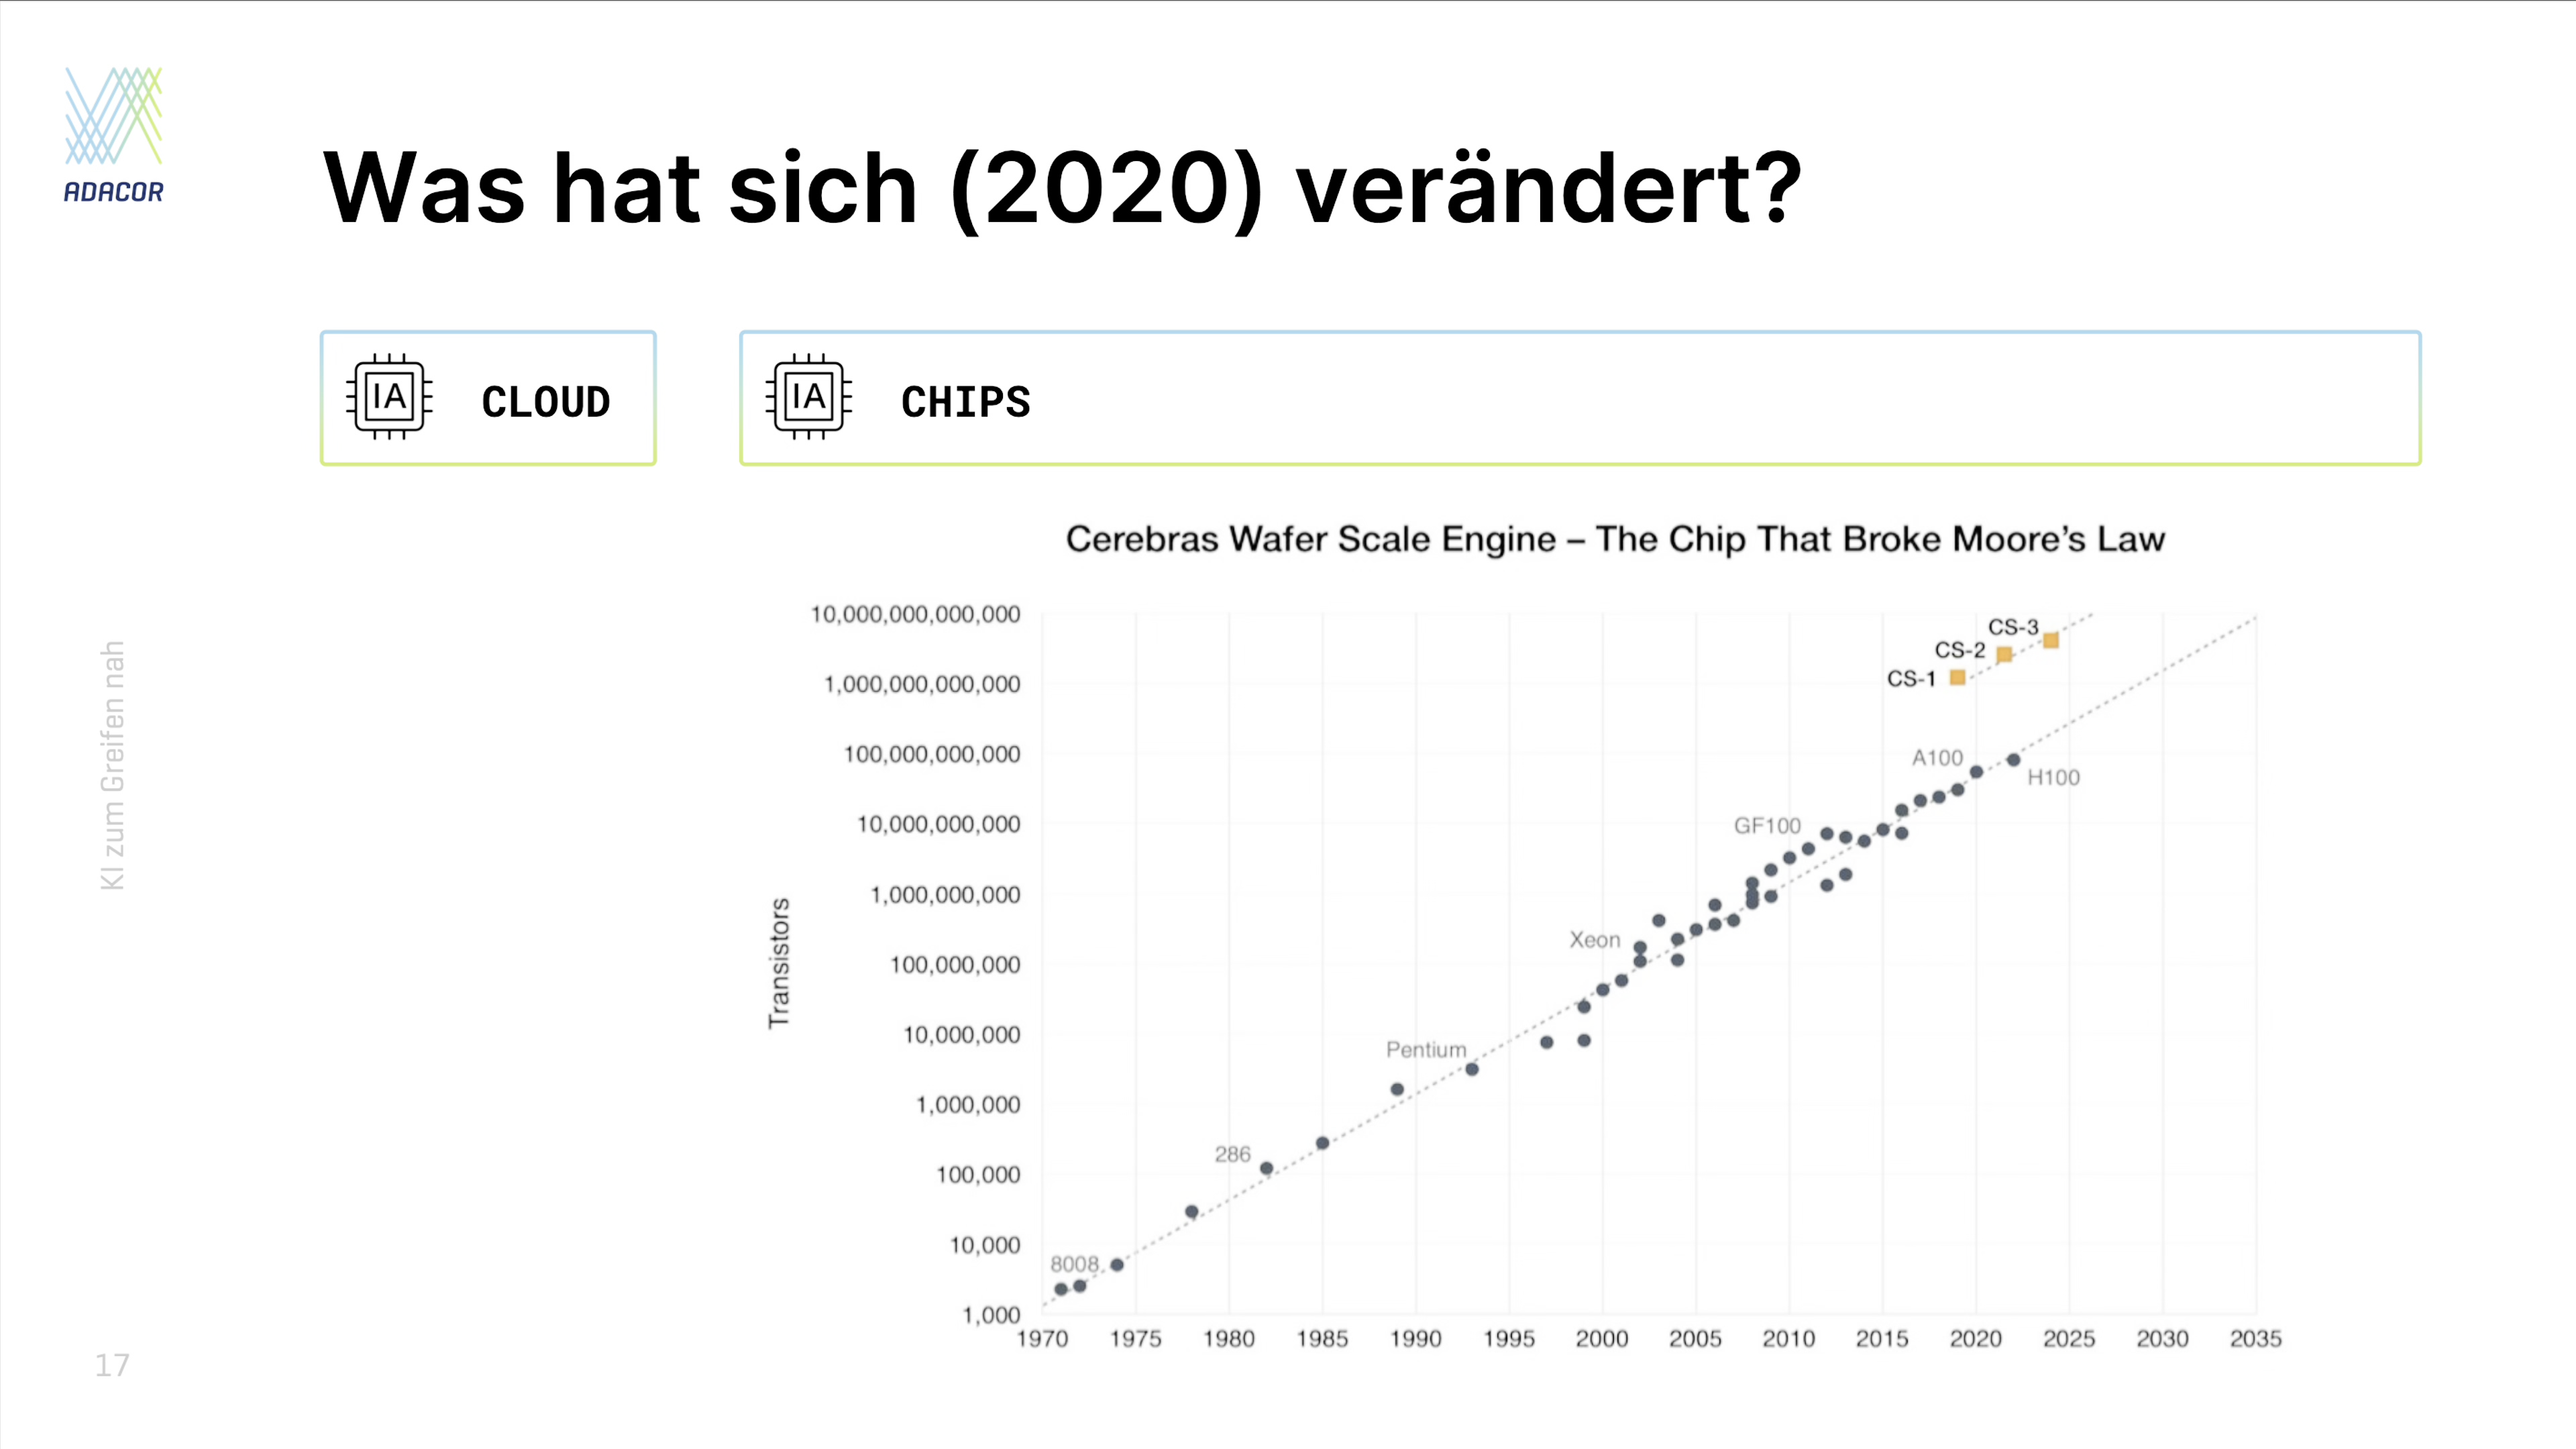 ADACOR
Was hat sich (2020) verändert?
IA CLOUD
IA CHIPS
KI zum Greifen nah
Cerebras Wafer Scale Engine – The Chip That Broke Moore's Law
Transistors
10,000,000,000,000
1,000,000,000,000
100,000,000,000
10,000,000,000
1,000,000,000
100,000,000
10,000,000
1,000,000
100,000
10,000
1,000
CS-3
CS-2
CS-1
A100
H100
GF100
Xeon
Pentium
286
8008
1970 1975 1980 1985 1990 1995 2000 2005 2010 2015 2020 2025 2030 2035
17